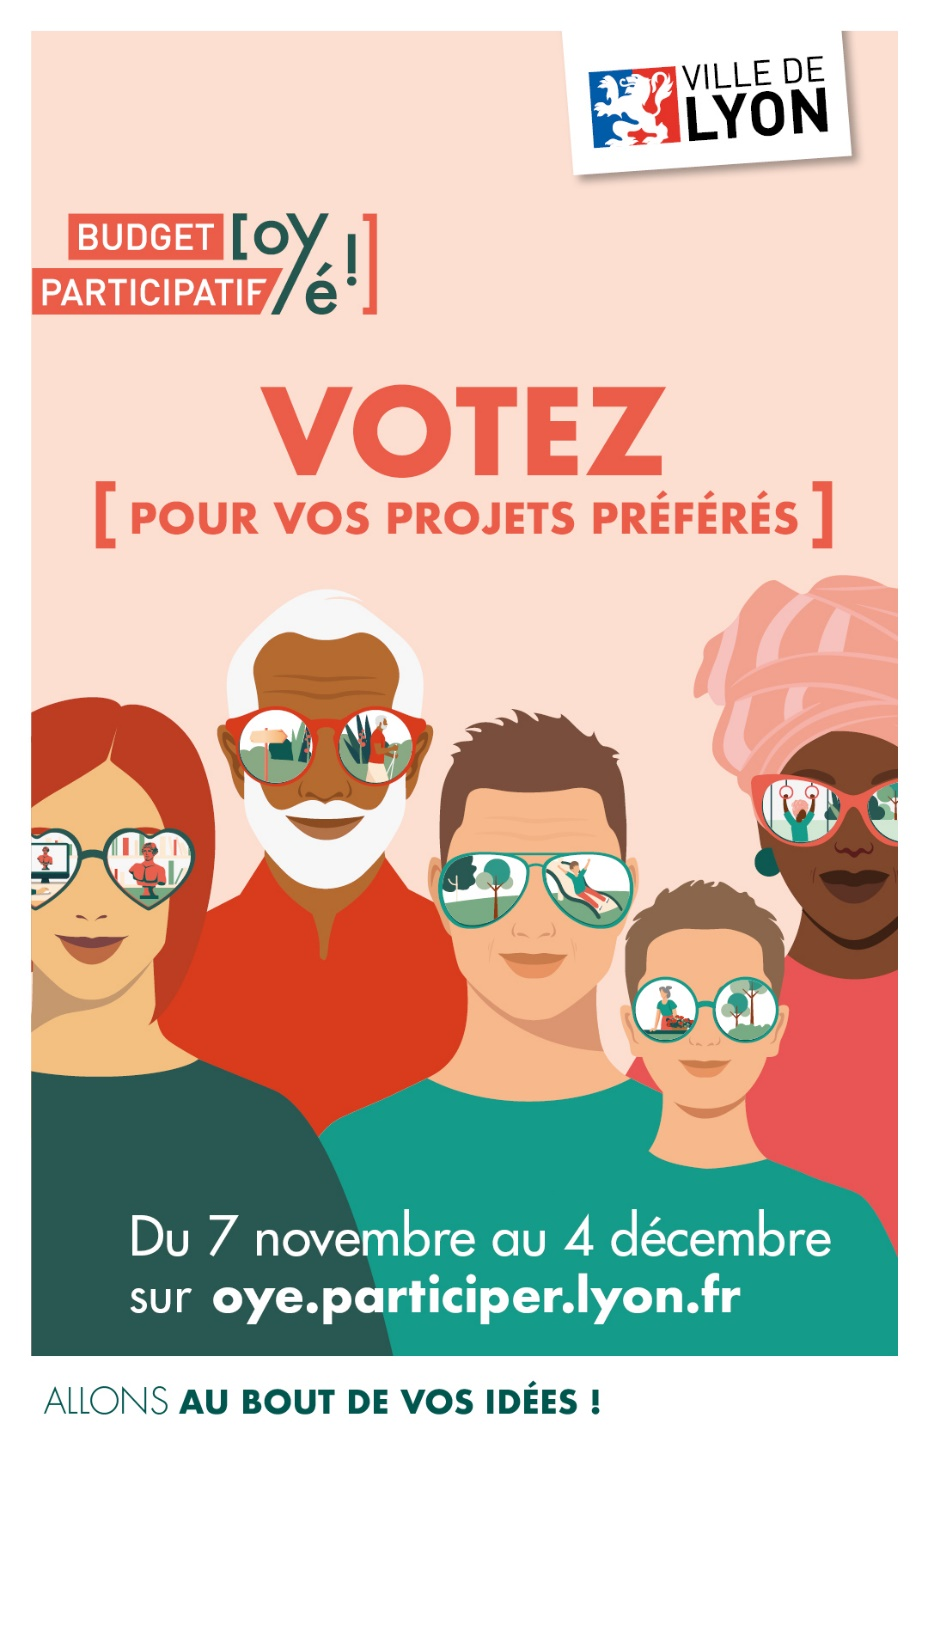 VILLE DE
LYON
BUDGET [oyé!]
PARTICIPATIF
VOTEZ
[ POUR VOS PROJETS PRÉFÉRÉS ]
Du 7 novembre au 4 décembre
sur oye.participer.lyon.fr
ALLONS AU BOUT DE VOS IDÉES !